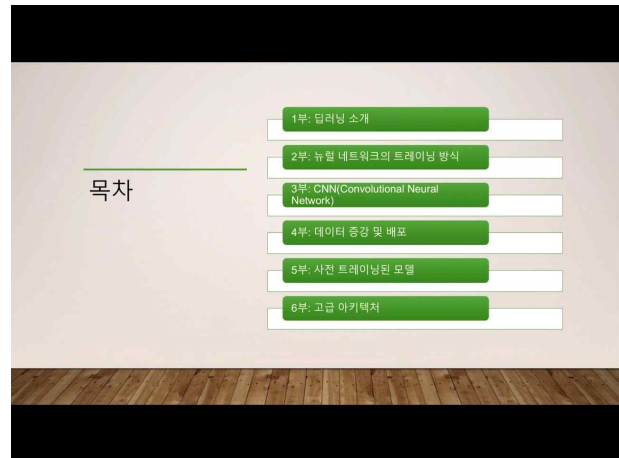 목차
1부: 딥러닝 소개
2부: 뉴럴 네트워크의 트레이닝 방식
3부: CNN(Convolutional Neural
Network)
4부: 데이터 증강 및 배포
5부: 사전 트레이닝된 모델
6부: 고급 아키텍처